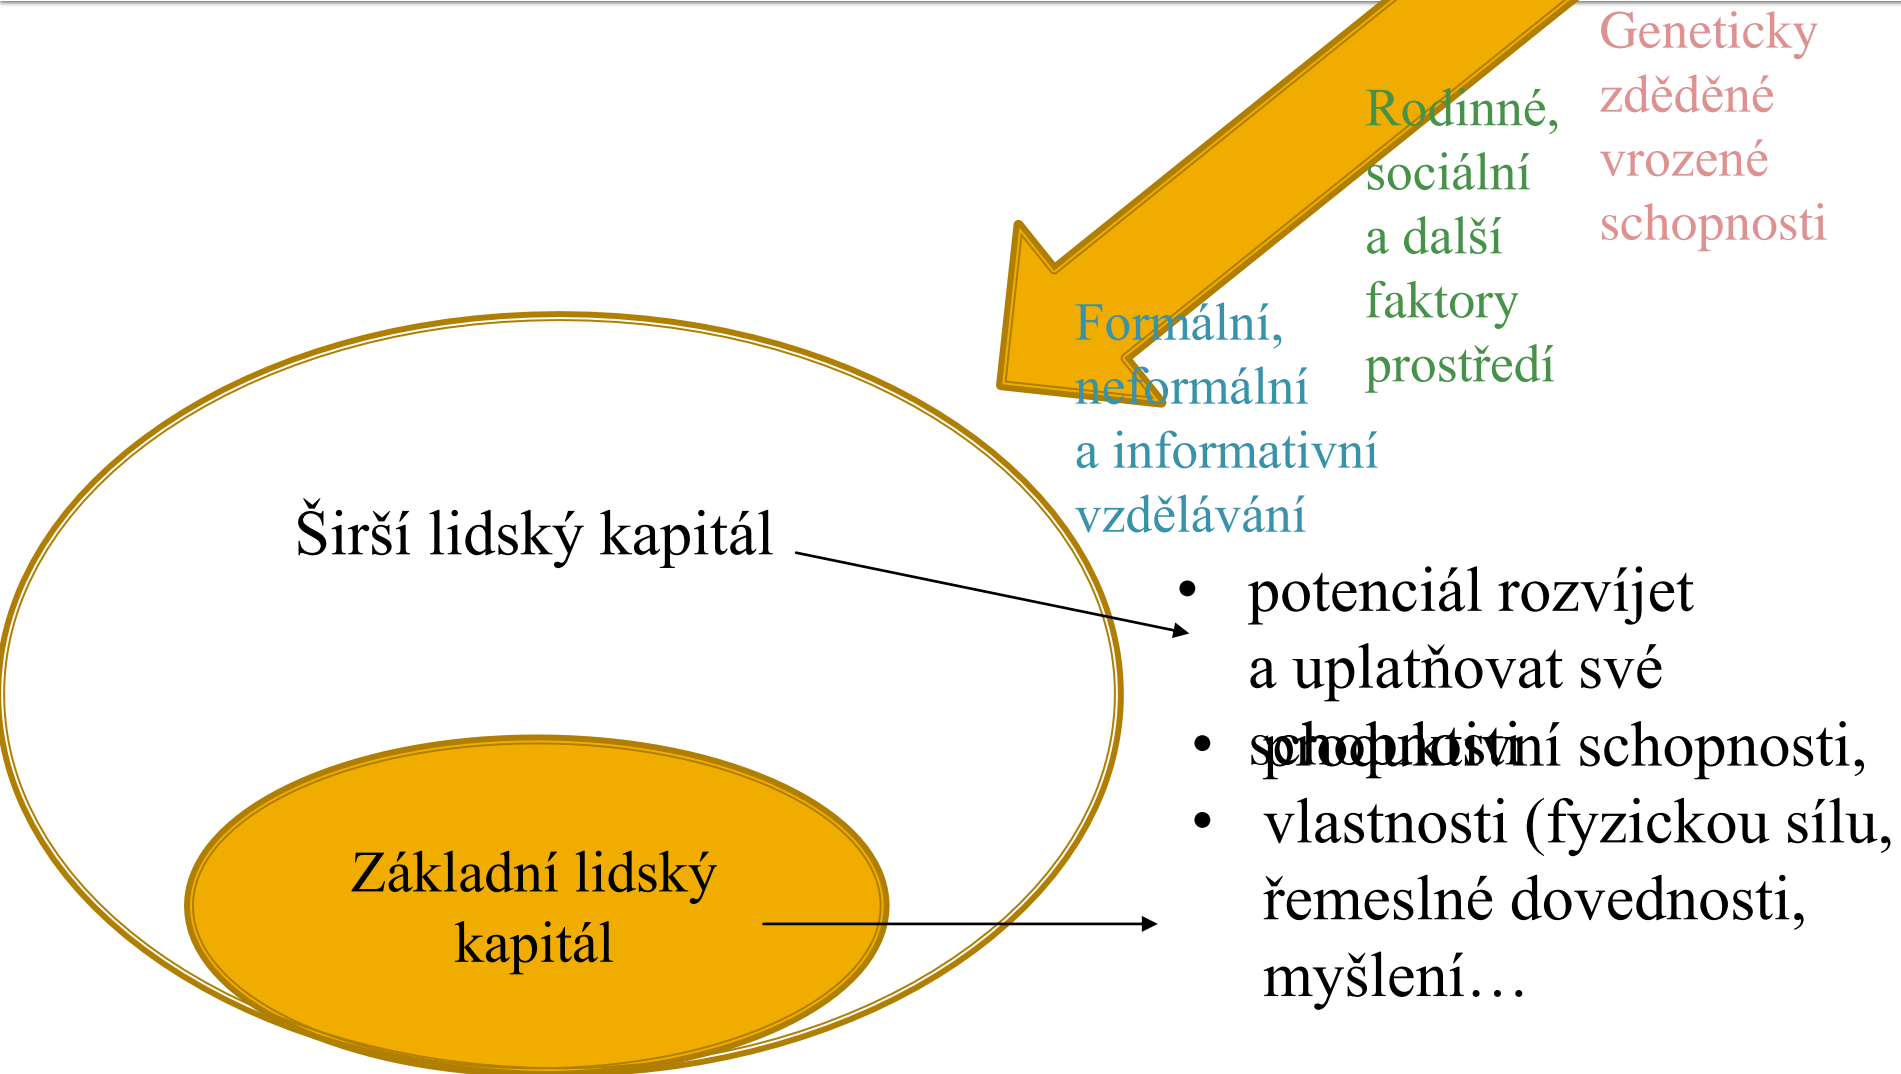 Geneticky
zděděné
vrozené
schopnosti
Rodinné,
sociální
a další
faktory
prostředí
Formální,
neformální
a informativní
vzdělávání
Širší lidský kapitál
• potenciál rozvíjet
a uplatňovat své
schopnosti
• produktivní schopnosti,
• vlastnosti (fyzickou sílu,
řemeslné dovednosti,
myšlení…
Základní lidský
kapitál